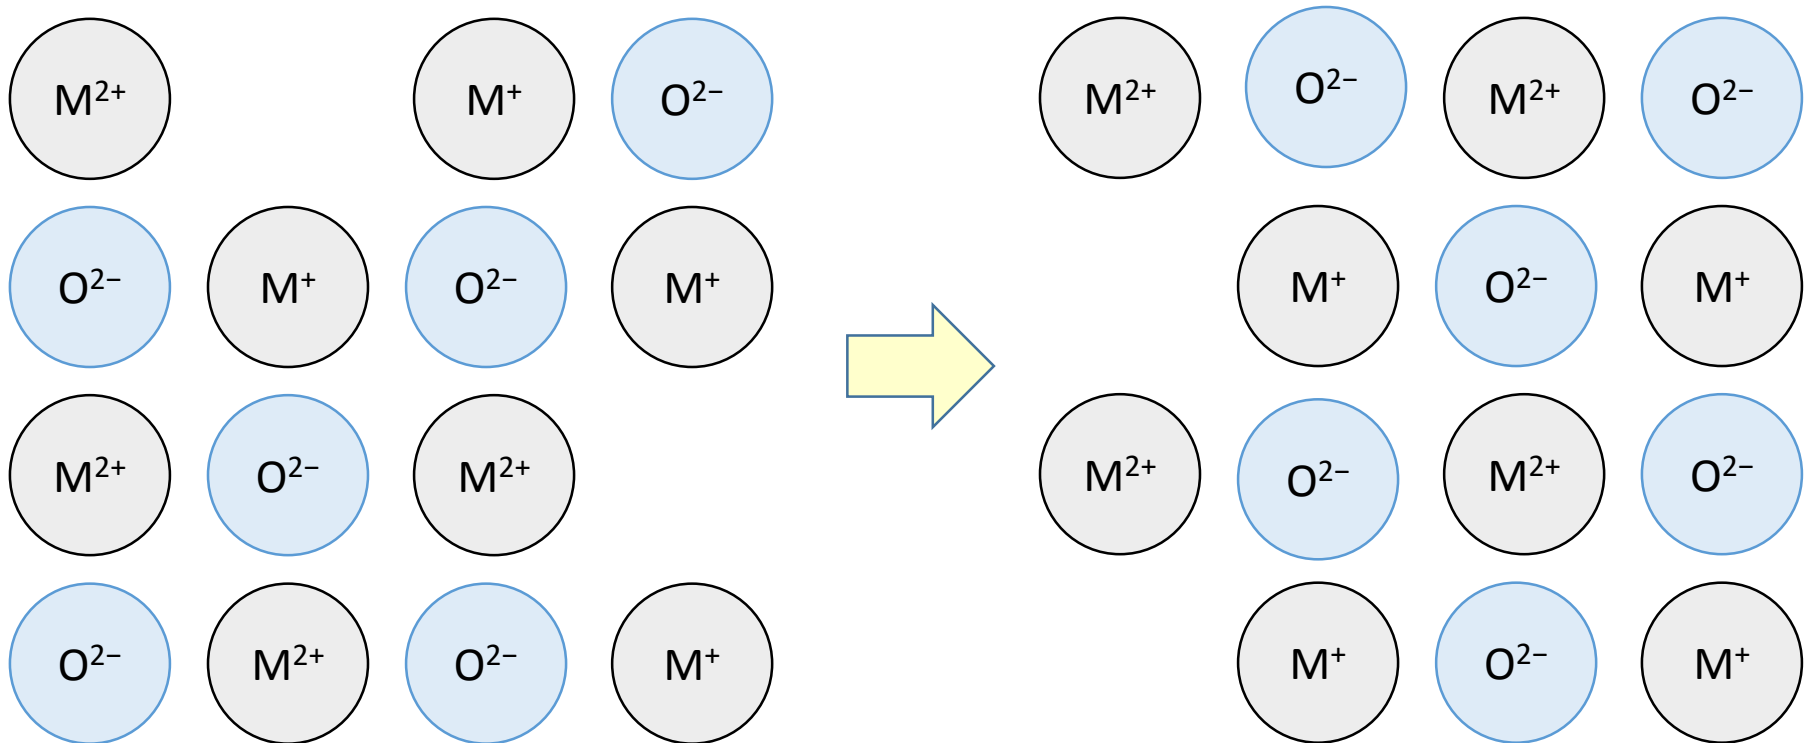 M²⁺ M⁺ O²⁻ M²⁺ O²⁻ M²⁺ O²⁻
O²⁻ M⁺ O²⁻ M⁺ M⁺ O²⁻ M⁺
M²⁺ O²⁻ M²⁺ M²⁺ O²⁻ M²⁺ O²⁻
O²⁻ M²⁺ O²⁻ M⁺ M⁺ O²⁻ M⁺